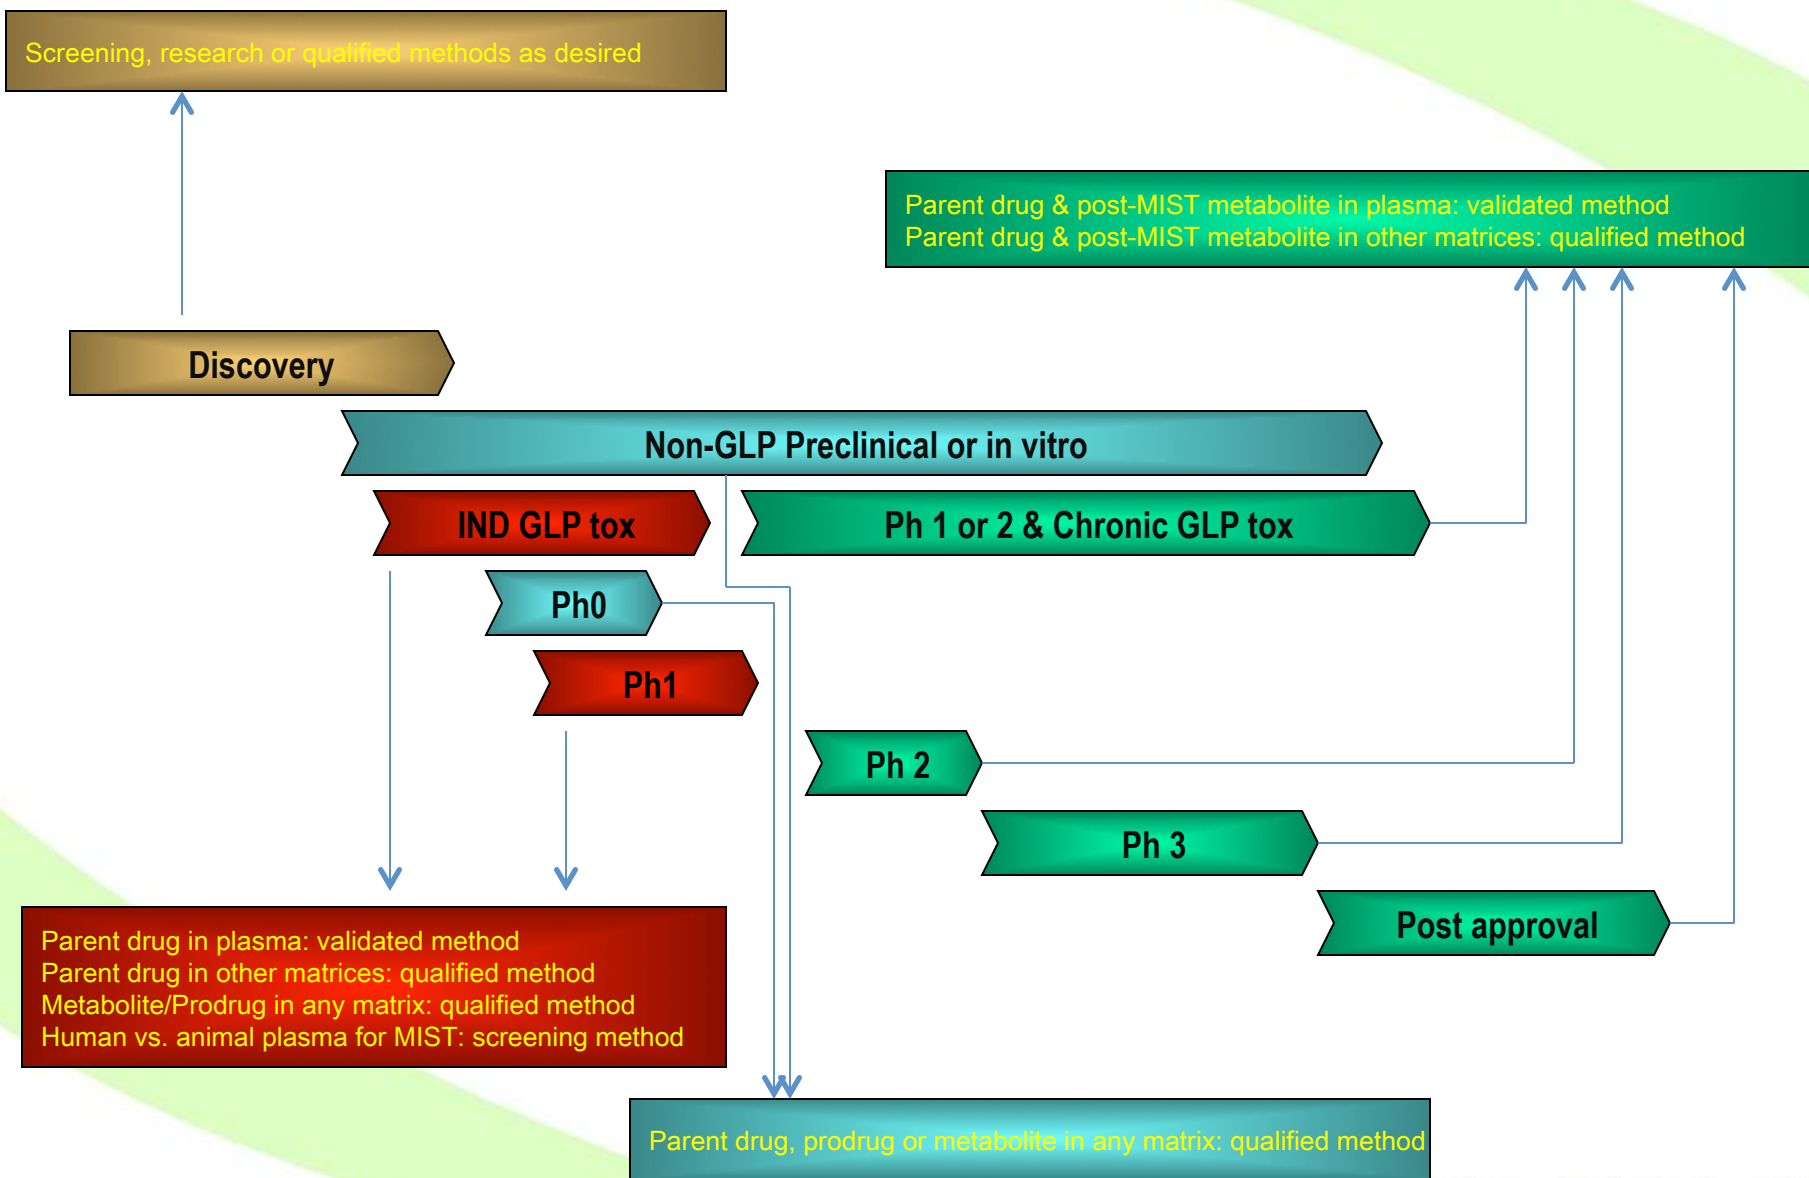 Screening, research or qualified methods as desired
Parent drug & post-MIST metabolite in plasma: validated method
Parent drug & post-MIST metabolite in other matrices: qualified method
Discovery
Non-GLP Preclinical or in vitro
IND GLP tox
Ph 1 or 2 & Chronic GLP tox
Ph0
Ph1
Ph 2
Ph 3
Post approval
Parent drug in plasma: validated method
Parent drug in other matrices: qualified method
Metabolite/Prodrug in any matrix: qualified method
Human vs. animal plasma for MIST: screening method
Parent drug, prodrug or metabolite in any matrix: qualified method